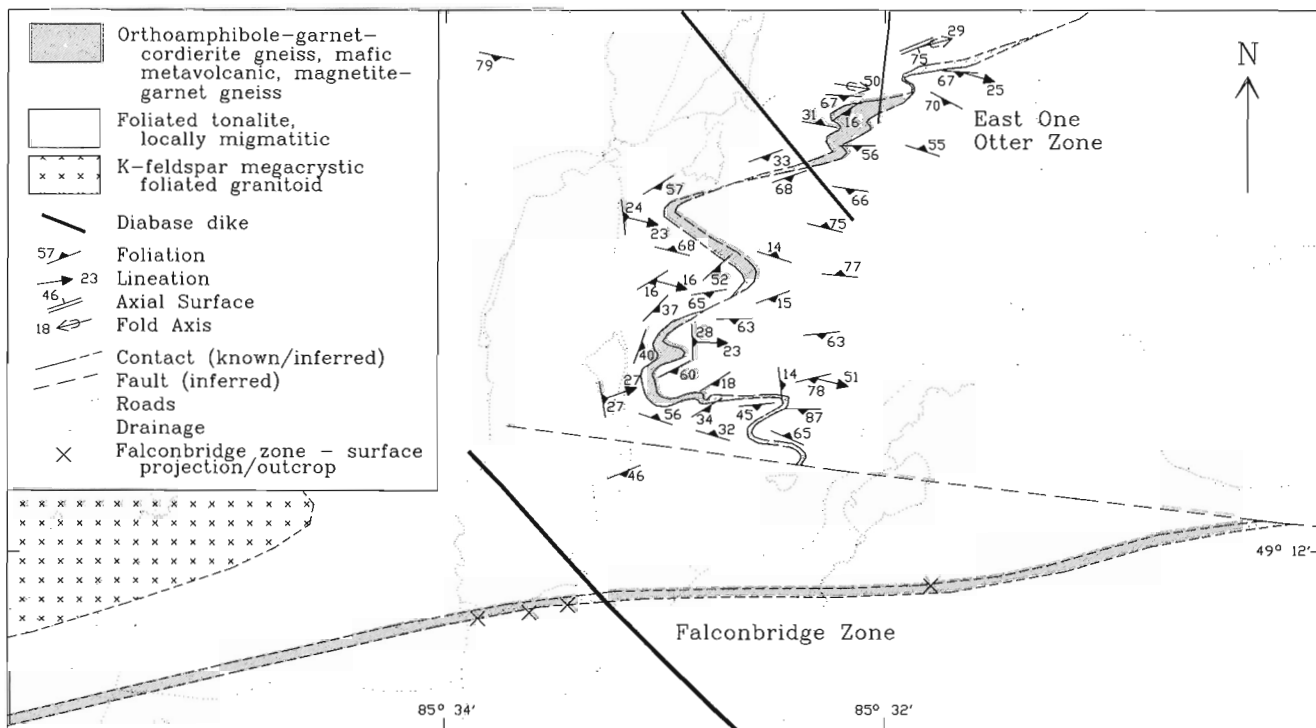 Orthoamphibole-garnet-
cordierite gneiss, mafic
metavolcanic, magnetite-
garnet gneiss
Foliated tonalite,
locally migmatitic
K-feldspar megacrystic
foliated granitoid
Diabase dike
57 Foliation
23 Lineation
46 Axial Surface
18 Fold Axis
Contact (known/inferred)
Fault (inferred)
Roads
Drainage
Falconbridge zone - surface
projection/outcrop
N
79
29
75
50
67
67
25
31
16
70
East One
Otter Zone
55
33
56
57
68
66
24
23
75
68
14
52
77
16
16
65
15
37
28
63
23
63
40
60
27
18
14
51
78
27
56
34
45
87
32
65
46
49° 12'
Falconbridge Zone
85° 34'
85° 32'